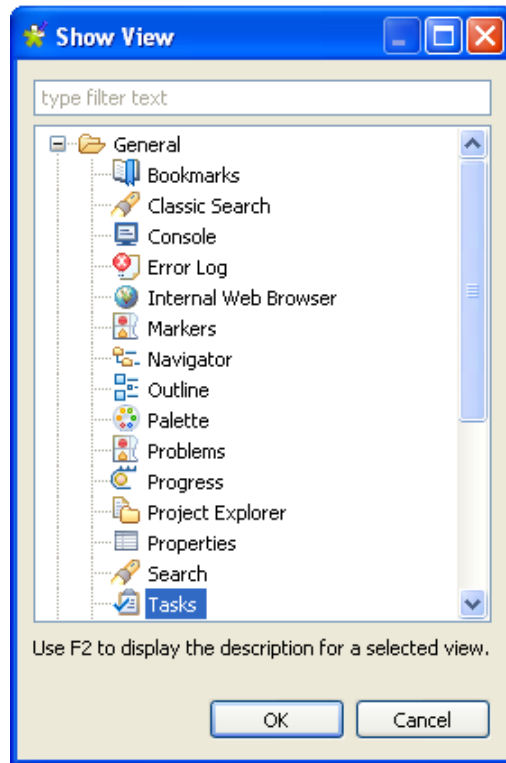 Show View
type filter text
General
Bookmarks
Classic Search
Console
Error Log
Internal Web Browser
Markers
Navigator
Outline
Palette
Problems
Progress
Project Explorer
Properties
Search
Tasks
Use F2 to display the description for a selected view.
OK Cancel